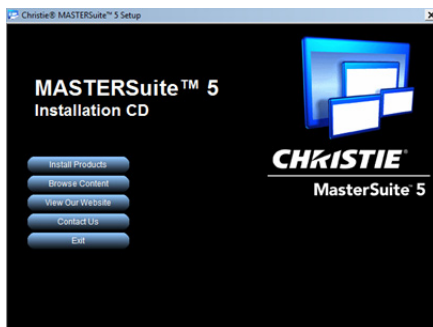 Christie® MASTERSuite™ 5 Setup
MASTERSuite™ 5
Installation CD
Install Products
Browse Content
View Our Website
Contact Us
Exit
CHRISTIE®
MasterSuite™ 5